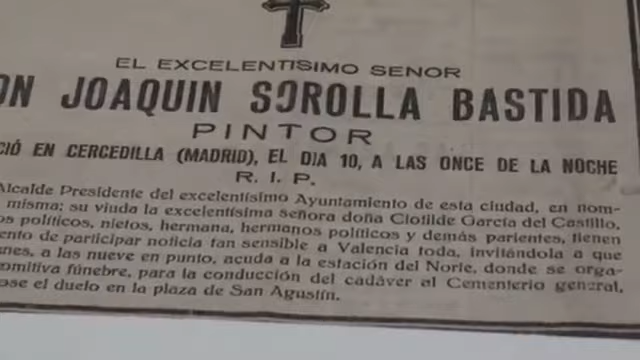 EL EXCELENTISIMO SENOR
ON JOAQUIN SOROLLA BASTIDA
PINTOR
CIÓ EN CERCEDILLA (MADRID), EL DIA 10, A LAS ONCE DE LA NOCHE
R. I. P.
Alcalde Presidente del excelentísimo Ayuntamiento de esta ciudad, en nom-
misma; su viuda la excelentísima señora doña Clotilde García del Castillo,
os políticos, nietos, hermana, hermanos políticos y demás parientes, tienen
ento de participar noticia tan sensible a Valencia toda, invitándola a que
nes, a las nueve en punto, acuda a la estación del Norte, donde se orga-
omitiva fúnebre, para la conducción del cadáver al Cementerio general,
ose el duelo en la plaza de San Agustín.